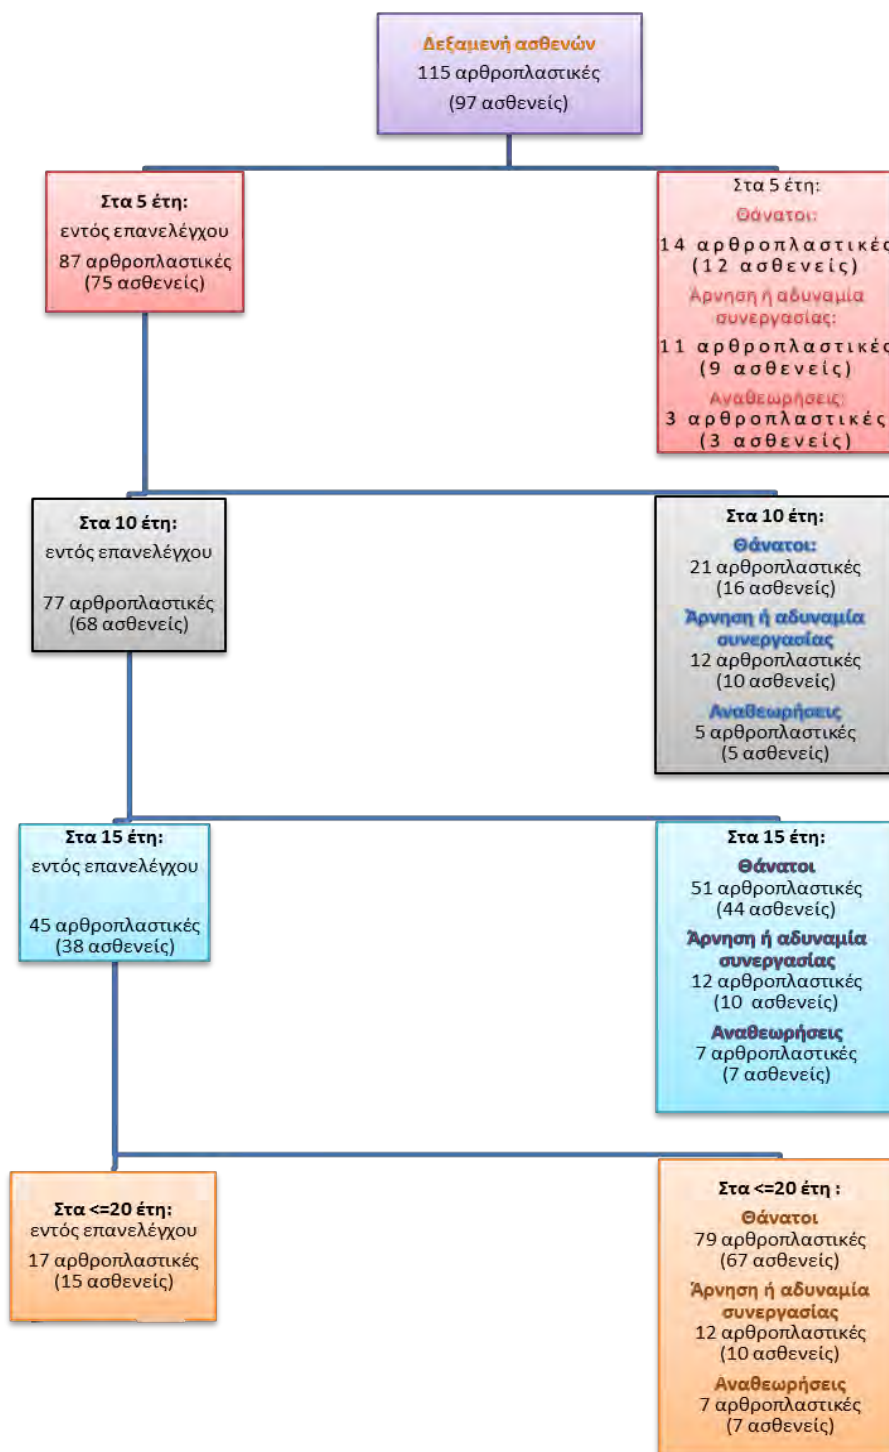 Δεξαμενή ασθενών
115 αρθροπλαστικές
(97 ασθενείς)
Στα 5 έτη:
εντός επανελέγχου
87 αρθροπλαστικές
(75 ασθενείς)
Στα 5 έτη:
Θάνατοι:
14 αρθροπλαστικές
(12 ασθενείς)
Άρνηση ή αδυναμία
συνεργασίας:
11 αρθροπλαστικές
(9 ασθενείς)
Αναθεωρήσεις:
3 αρθροπλαστικές
(3 ασθενείς)
Στα 10 έτη:
εντός επανελέγχου
77 αρθροπλαστικές
(68 ασθενείς)
Στα 10 έτη:
Θάνατοι:
21 αρθροπλαστικές
(16 ασθενείς)
Άρνηση ή αδυναμία
συνεργασίας
12 αρθροπλαστικές
(10 ασθενείς)
Αναθεωρήσεις
5 αρθροπλαστικές
(5 ασθενείς)
Στα 15 έτη:
εντός επανελέγχου
45 αρθροπλαστικές
(38 ασθενείς)
Στα 15 έτη:
Θάνατοι
51 αρθροπλαστικές
(44 ασθενείς)
Άρνηση ή αδυναμία
συνεργασίας
12 αρθροπλαστικές
(10 ασθενείς)
Αναθεωρήσεις
7 αρθροπλαστικές
(7 ασθενείς)
Στα <=20 έτη:
εντός επανελέγχου
17 αρθροπλαστικές
(15 ασθενείς)
Στα <=20 έτη :
Θάνατοι
79 αρθροπλαστικές
(67 ασθενείς)
Άρνηση ή αδυναμία
συνεργασίας
12 αρθροπλαστικές
(10 ασθενείς)
Αναθεωρήσεις
7 αρθροπλαστικές
(7 ασθενείς)